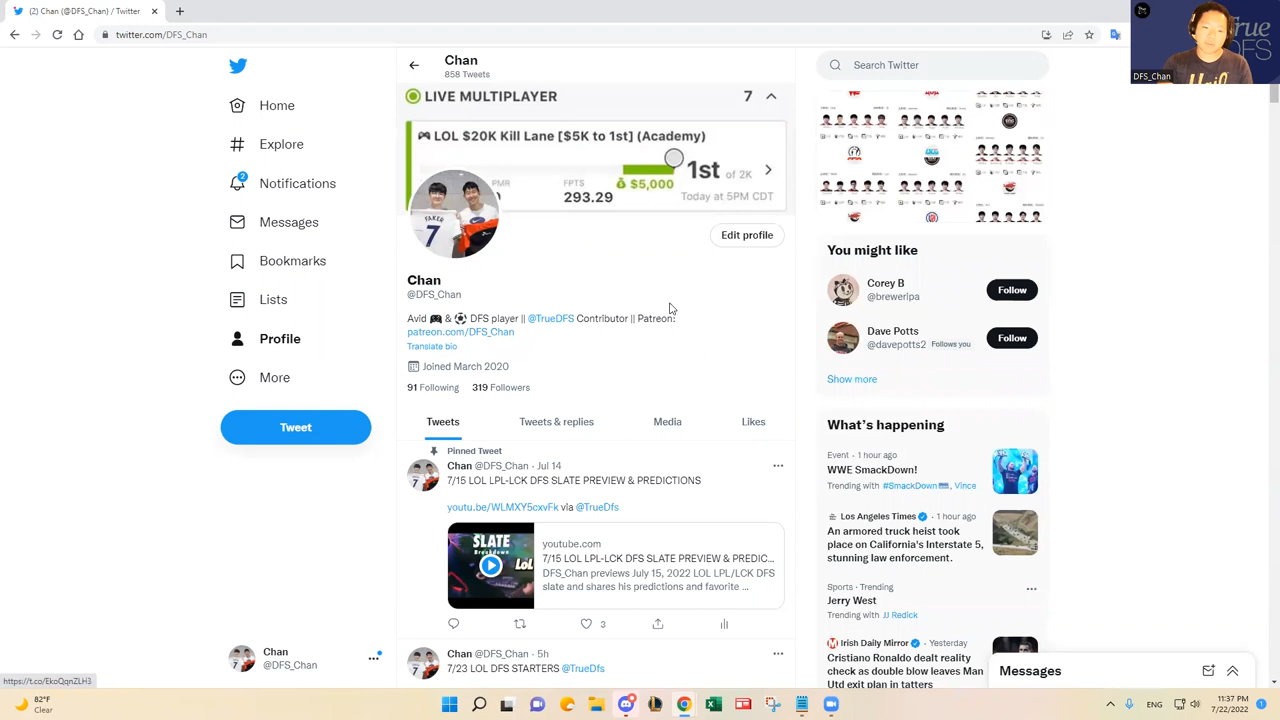 (2) Chan (@DFS_Chan) / Twitter
twitter.com/DFS_Chan
Chan
858 Tweets
LIVE MULTIPLAYER 7
LOL $20K Kill Lane [$5K to 1st] (Academy)
PMR FPTS
293.29
$5,000
1st of 2K
Today at 5PM CDT
FAKER
7
Edit profile
Chan
@DFS_Chan
Avid & DFS player || @TrueDFS Contributor || Patreon:
patreon.com/DFS_Chan
Translate bio
Joined March 2020
91 Following 319 Followers
Tweets Tweets & replies Media Likes
Pinned Tweet
Chan @DFS_Chan · Jul 14
7/15 LOL LPL-LCK DFS SLATE PREVIEW & PREDICTIONS
youtu.be/WLMXY5cxvFk via @TrueDfs
SLATE
Breakdown
LoL
youtube.com
7/15 LOL LPL-LCK DFS SLATE PREVIEW & PREDIC...
DFS_Chan previews July 15, 2022 LOL LPL/LCK DFS
slate and shares his predictions and favorite ...
3
Chan @DFS_Chan · 5h
7/23 LOL DFS STARTERS @TrueDfs
Home
Explore
2
Notifications
Messages
Bookmarks
Lists
Profile
More
Tweet
Chan
@DFS_Chan
Search Twitter
You might like
Corey B
@breweripa
Follow
Dave Potts
@davepotts2 Follows you
Follow
Show more
What's happening
Event · 1 hour ago
WWE SmackDown!
Trending with #SmackDown, Vince
Los Angeles Times · 1 hour ago
An armored truck heist took
place on California's Interstate 5,
stunning law enforcement.
Sports · Trending
Jerry West
Trending with JJ Redick
Irish Daily Mirror · Yesterday
Cristiano Ronaldo dealt reality
check as double blow leaves Man
Utd exit plan in tatters
Messages
True
DFS
DFS_Chan
https://t.co/EkoQqnZLH3
82°F
Clear
ENG
11:37 PM
7/22/2022
1